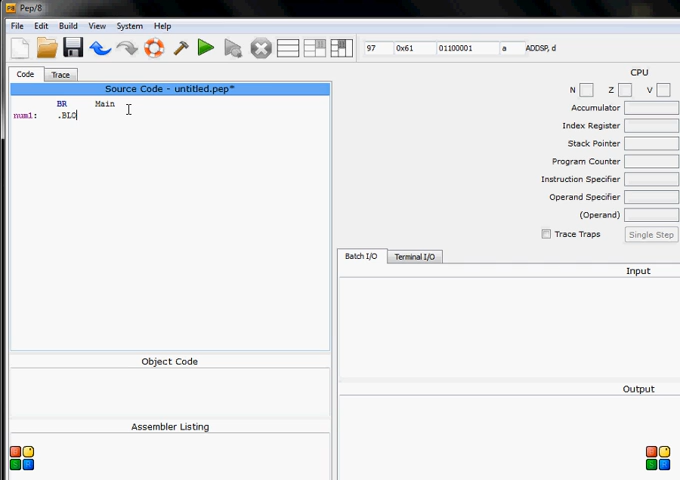 Pep/8
File Edit Build View System Help
97 0x61 01100001 a ADDSP, d
Code Trace
Source Code - untitled.pep*
BR Main
num1: .BLO
Object Code
Assembler Listing
CPU
N Z V
Accumulator
Index Register
Stack Pointer
Program Counter
Instruction Specifier
Operand Specifier
(Operand)
Trace Traps Single Step
Batch I/O Terminal I/O
Input
Output